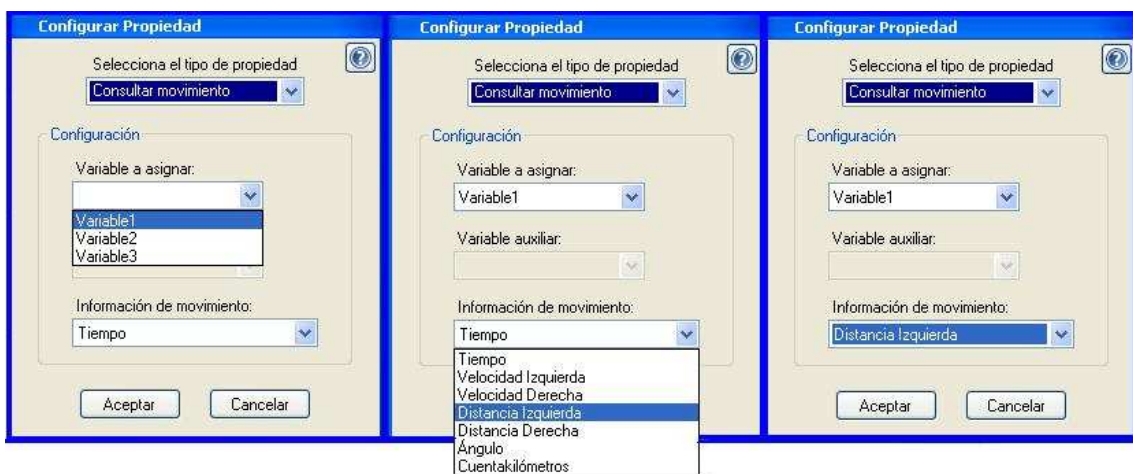 Configurar Propiedad
Selecciona el tipo de propiedad
Consultar movimiento
Configuración
Variable a asignar:
Variable1
Variable2
Variable3
Información de movimiento:
Tiempo
Aceptar
Cancelar
Configurar Propiedad
Selecciona el tipo de propiedad
Consultar movimiento
Configuración
Variable a asignar:
Variable1
Variable auxiliar:
Información de movimiento:
Tiempo
Tiempo
Velocidad Izquierda
Velocidad Derecha
Distancia Izquierda
Distancia Derecha
Ángulo
Cuentakilómetros
Configurar Propiedad
Selecciona el tipo de propiedad
Consultar movimiento
Configuración
Variable a asignar:
Variable1
Variable auxiliar:
Información de movimiento:
Distancia Izquierda
Aceptar
Cancelar